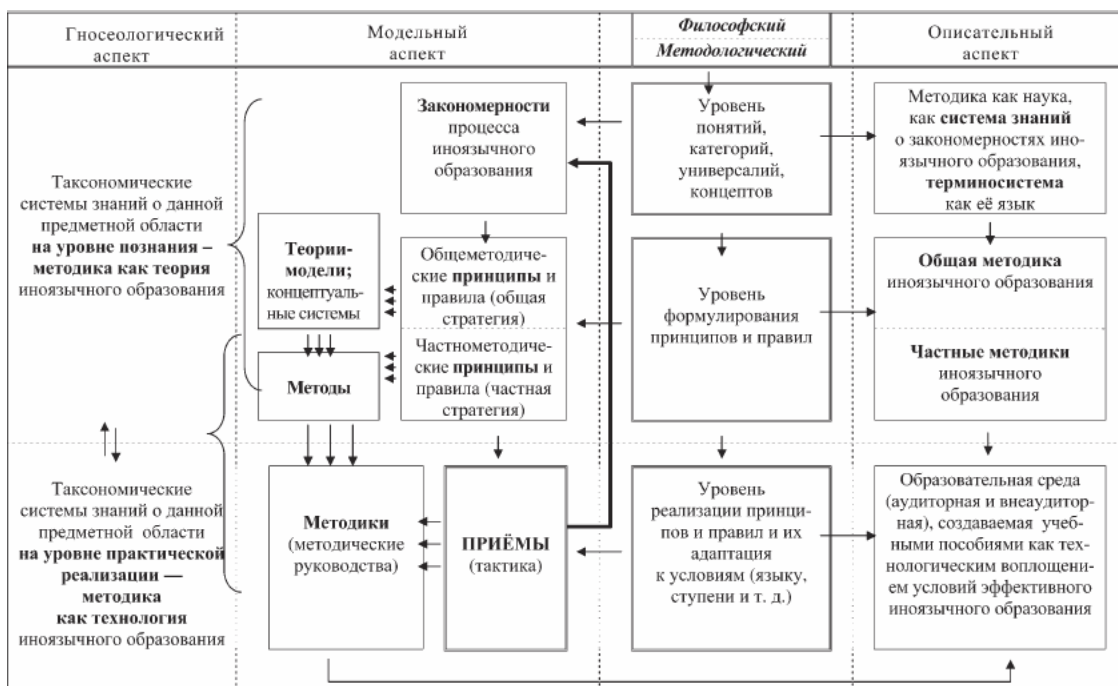 Гносеологический
аспект
Модельный
аспект
Философский
Методологический
Описательный
аспект
Таксономические
системы знаний о данной
предметной области
на уровне познания –
методика как теория
иноязычного образования
Закономерности
процесса
иноязычного
образования
Теории-
модели;
концептуаль-
ные системы
Общеметодиче-
ские принципы и
правила (общая
стратегия)
Методы
Частнометодиче-
ские принципы и
правила (частная
стратегия)
Уровень
понятий,
категорий,
универсалий,
концептов
Уровень
формулирования
принципов и правил
Методика как наука,
как система знаний
о закономерностях ино-
язычного образования,
терминосистема
как её язык
Общая методика
иноязычного образования
Частные методики
иноязычного
образования
Таксономические
системы знаний о данной
предметной области
на уровне практической
реализации —
методика
как технология
иноязычного образования
Методики
(методические
руководства)
ПРИЁМЫ
(тактика)
Уровень
реализации принци-
пов и правил и их
адаптация
к условиям (языку,
ступени и т. д.)
Образовательная среда
(аудиторная и внеаудитор-
ная), создаваемая учеб-
ными пособиями как тех-
нологическим воплощени-
ем условий эффективного
иноязычного образования